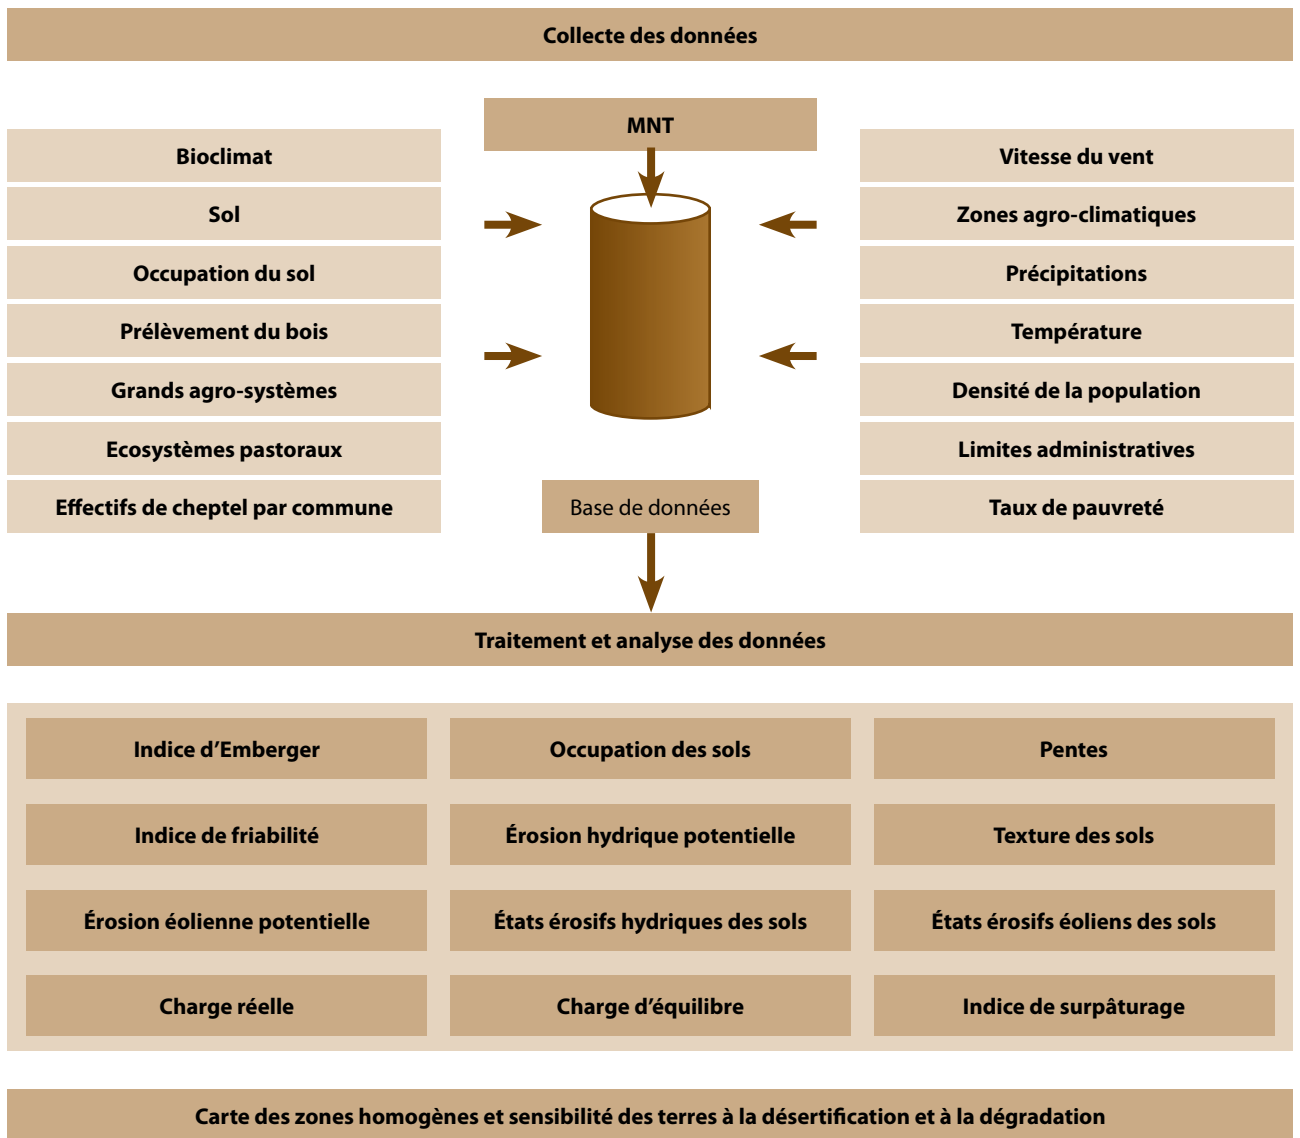 Collecte des données
MNT
Bioclimat
Sol
Occupation du sol
Prélèvement du bois
Grands agro-systèmes
Ecosystèmes pastoraux
Effectifs de cheptel par commune
Vitesse du vent
Zones agro-climatiques
Précipitations
Température
Densité de la population
Limites administratives
Taux de pauvreté
Base de données
Traitement et analyse des données
Indice d'Emberger
Occupation des sols
Pentes
Indice de friabilité
Érosion hydrique potentielle
Texture des sols
Érosion éolienne potentielle
États érosifs hydriques des sols
États érosifs éoliens des sols
Charge réelle
Charge d'équilibre
Indice de surpâturage
Carte des zones homogènes et sensibilité des terres à la désertification et à la dégradation